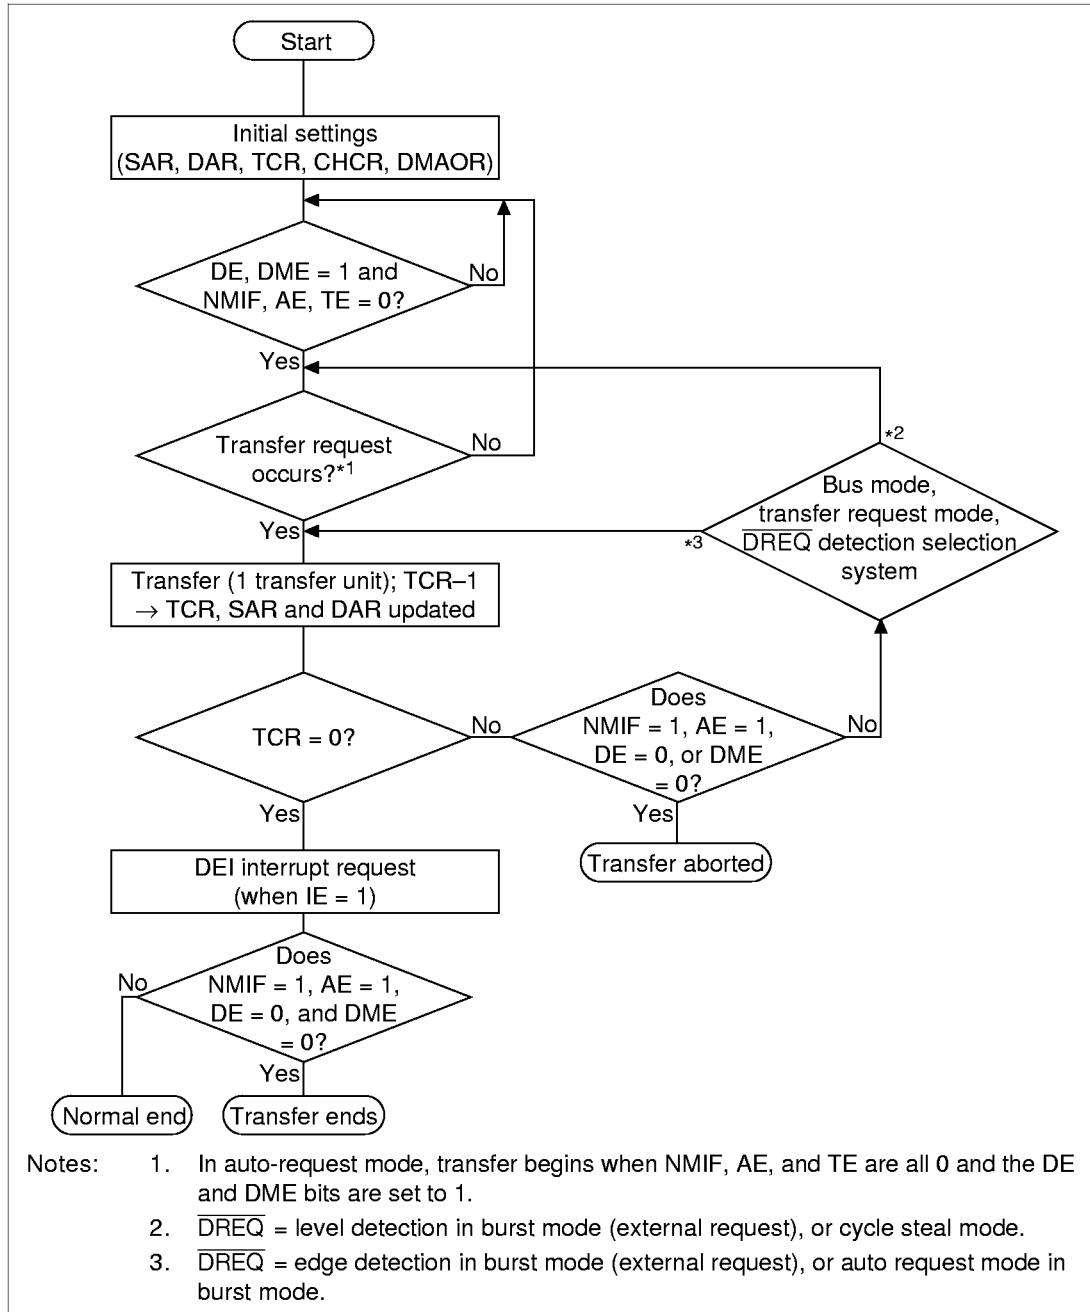 Start
Initial settings
(SAR, DAR, TCR, CHCR, DMAOR)
DE, DME = 1 and
NMIF, AE, TE = 0?
No
Yes
Transfer request
occurs?*1
No
Yes
*2
Bus mode,
transfer request mode,
DREQ detection selection
system
*3
Transfer (1 transfer unit); TCR–1
→ TCR, SAR and DAR updated
TCR = 0?
No
Does
NMIF = 1, AE = 1,
DE = 0, or DME
= 0?
No
Yes
Yes
Transfer aborted
DEI interrupt request
(when IE = 1)
Does
NMIF = 1, AE = 1,
DE = 0, and DME
= 0?
No
Yes
Normal end
Transfer ends
Notes: 1. In auto-request mode, transfer begins when NMIF, AE, and TE are all 0 and the DE
and DME bits are set to 1.
2. DREQ = level detection in burst mode (external request), or cycle steal mode.
3. DREQ = edge detection in burst mode (external request), or auto request mode in
burst mode.